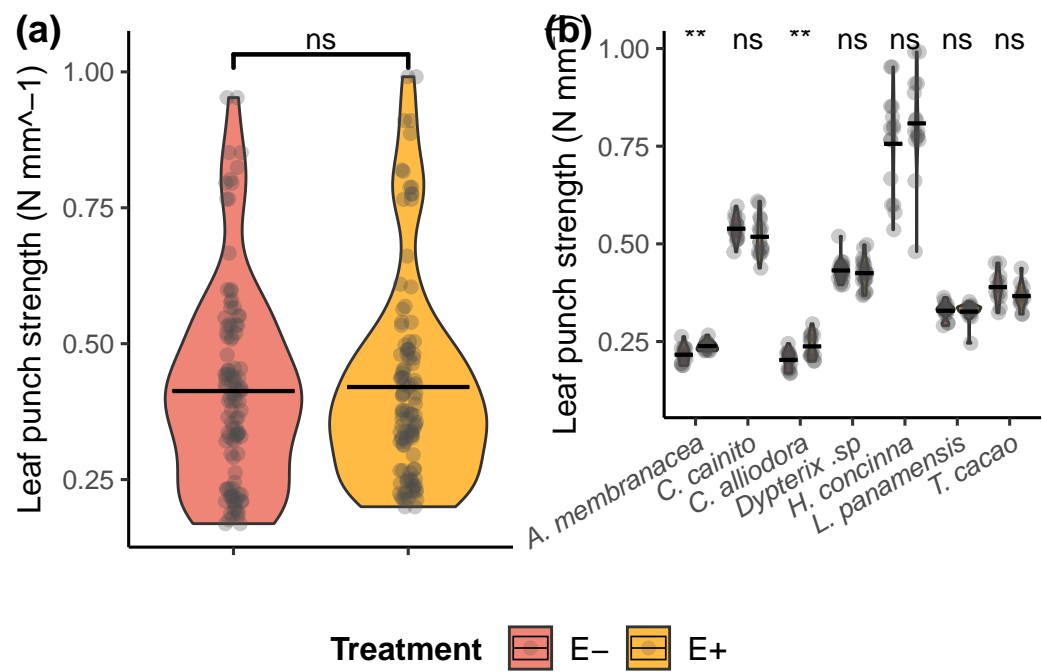 (a)
ns
Leaf punch strength (N mm^−1)
1.00
0.75
0.50
0.25
(b)
** ns ** ns ns ns ns
Leaf punch strength (N mm
1.00
0.75
0.50
0.25
A. membranacea
C. cainito
C. alliodora
Dypterix .sp
H. concinna
L. panamensis
T. cacao
Treatment E− E+